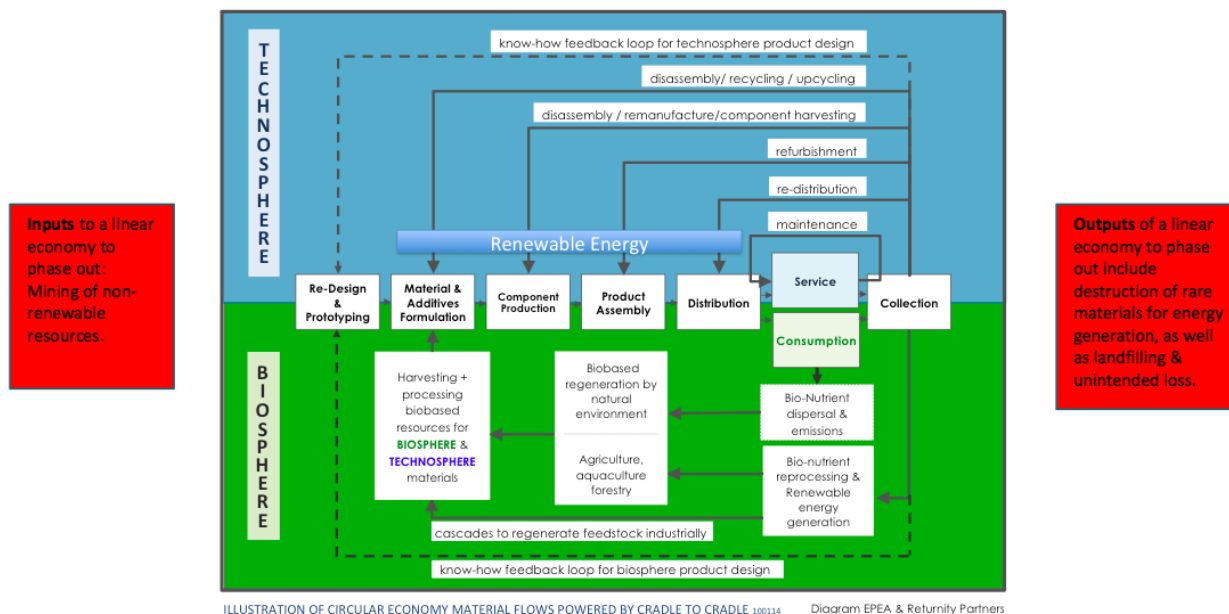 TECHNOSPHERE
know-how feedback loop for technosphere product design
disassembly/ recycling / upcycling
disassembly / remanufacture/component harvesting
refurbishment
re-distribution
maintenance
Renewable Energy
Inputs to a linear
economy to
phase out:
Mining of non-
renewable
resources.
Outputs of a linear
economy to phase
out include
destruction of rare
materials for energy
generation, as well
as landfilling &
unintended loss.
Re-Design
&
Prototyping
Material &
Additives
Formulation
Component
Production
Product
Assembly
Distribution
Service
Consumption
Collection
BIOSPHERE
Harvesting +
processing
biobased
resources for
BIOSPHERE &
TECHNOSPHERE
materials
Biobased
regeneration by
natural
environment
Agriculture,
aquaculture
forestry
Bio-Nutrient
dispersal &
emissions
Bio-nutrient
reprocessing &
Renewable
energy
generation
cascades to regenerate feedstock industrially
know-how feedback loop for biosphere product design
ILLUSTRATION OF CIRCULAR ECONOMY MATERIAL FLOWS POWERED BY CRADLE TO CRADLE 100114
Diagram EPEA & Returnity Partners